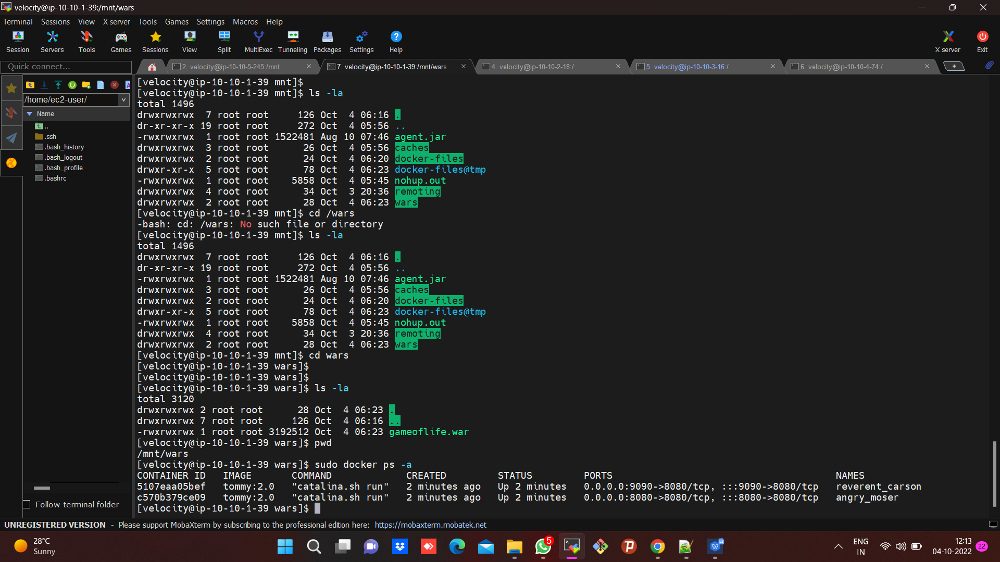 velocity@ip-10-10-1-39:/mnt/wars
Terminal Sessions View X server Tools Games Settings Macros Help
Session Servers Tools Games Sessions View Split MultiExec Tunneling Packages Settings Help X server Exit
Quick connect...
2. velocity@ip-10-10-5-245:/mnt
7. velocity@ip-10-10-1-39:/mnt/wars
4. velocity@ip-10-10-2-18:/
5. velocity@ip-10-10-3-16:/
6. velocity@ip-10-10-4-74:/
/home/ec2-user/
Name
..
.ssh
.bash_history
.bash_logout
.bash_profile
.bashrc
Follow terminal folder
[velocity@ip-10-10-1-39 mnt]$
[velocity@ip-10-10-1-39 mnt]$ ls -la
total 1496
drwxrwxrwx  7 root root     126 Oct  4 06:16 .
dr-xr-xr-x 19 root root     272 Oct  4 05:56 ..
-rwxrwxrwx  1 root root 1522481 Aug 10 07:46 agent.jar
drwxrwxrwx  3 root root      26 Oct  4 05:56 caches
drwxrwxrwx  2 root root      24 Oct  4 06:20 docker-files
drwxr-xr-x  5 root root      78 Oct  4 06:23 docker-files@tmp
-rwxrwxrwx  1 root root    5858 Oct  4 05:45 nohup.out
drwxrwxrwx  4 root root      34 Oct  3 20:36 remoting
drwxrwxrwx  2 root root      28 Oct  4 06:23 wars
[velocity@ip-10-10-1-39 mnt]$ cd /wars
-bash: cd: /wars: No such file or directory
[velocity@ip-10-10-1-39 mnt]$ ls -la
total 1496
drwxrwxrwx  7 root root     126 Oct  4 06:16 .
dr-xr-xr-x 19 root root     272 Oct  4 05:56 ..
-rwxrwxrwx  1 root root 1522481 Aug 10 07:46 agent.jar
drwxrwxrwx  3 root root      26 Oct  4 05:56 caches
drwxrwxrwx  2 root root      24 Oct  4 06:20 docker-files
drwxr-xr-x  5 root root      78 Oct  4 06:23 docker-files@tmp
-rwxrwxrwx  1 root root    5858 Oct  4 05:45 nohup.out
drwxrwxrwx  4 root root      34 Oct  3 20:36 remoting
drwxrwxrwx  2 root root      28 Oct  4 06:23 wars
[velocity@ip-10-10-1-39 mnt]$ cd wars
[velocity@ip-10-10-1-39 wars]$
[velocity@ip-10-10-1-39 wars]$
[velocity@ip-10-10-1-39 wars]$ ls -la
total 3120
drwxrwxrwx 2 root root      28 Oct  4 06:23 .
drwxrwxrwx 7 root root     126 Oct  4 06:16 ..
-rwxrwxrwx 1 root root 3192512 Oct  4 06:23 gameoflife.war
[velocity@ip-10-10-1-39 wars]$ pwd
/mnt/wars
[velocity@ip-10-10-1-39 wars]$ sudo docker ps -a
CONTAINER ID   IMAGE       COMMAND             CREATED         STATUS         PORTS                                       NAMES
5107eaa05bef   tommy:2.0   "catalina.sh run"   2 minutes ago   Up 2 minutes   0.0.0.0:9090->8080/tcp, :::9090->8080/tcp   reverent_carson
c570b379ce09   tommy:2.0   "catalina.sh run"   2 minutes ago   Up 2 minutes   0.0.0.0:8080->8080/tcp, :::8080->8080/tcp   angry_moser
[velocity@ip-10-10-1-39 wars]$
UNREGISTERED VERSION - Please support MobaXterm by subscribing to the professional edition here: https://mobaxterm.mobatek.net
28°C
Sunny
5
ENG
IN
12:13
04-10-2022
22